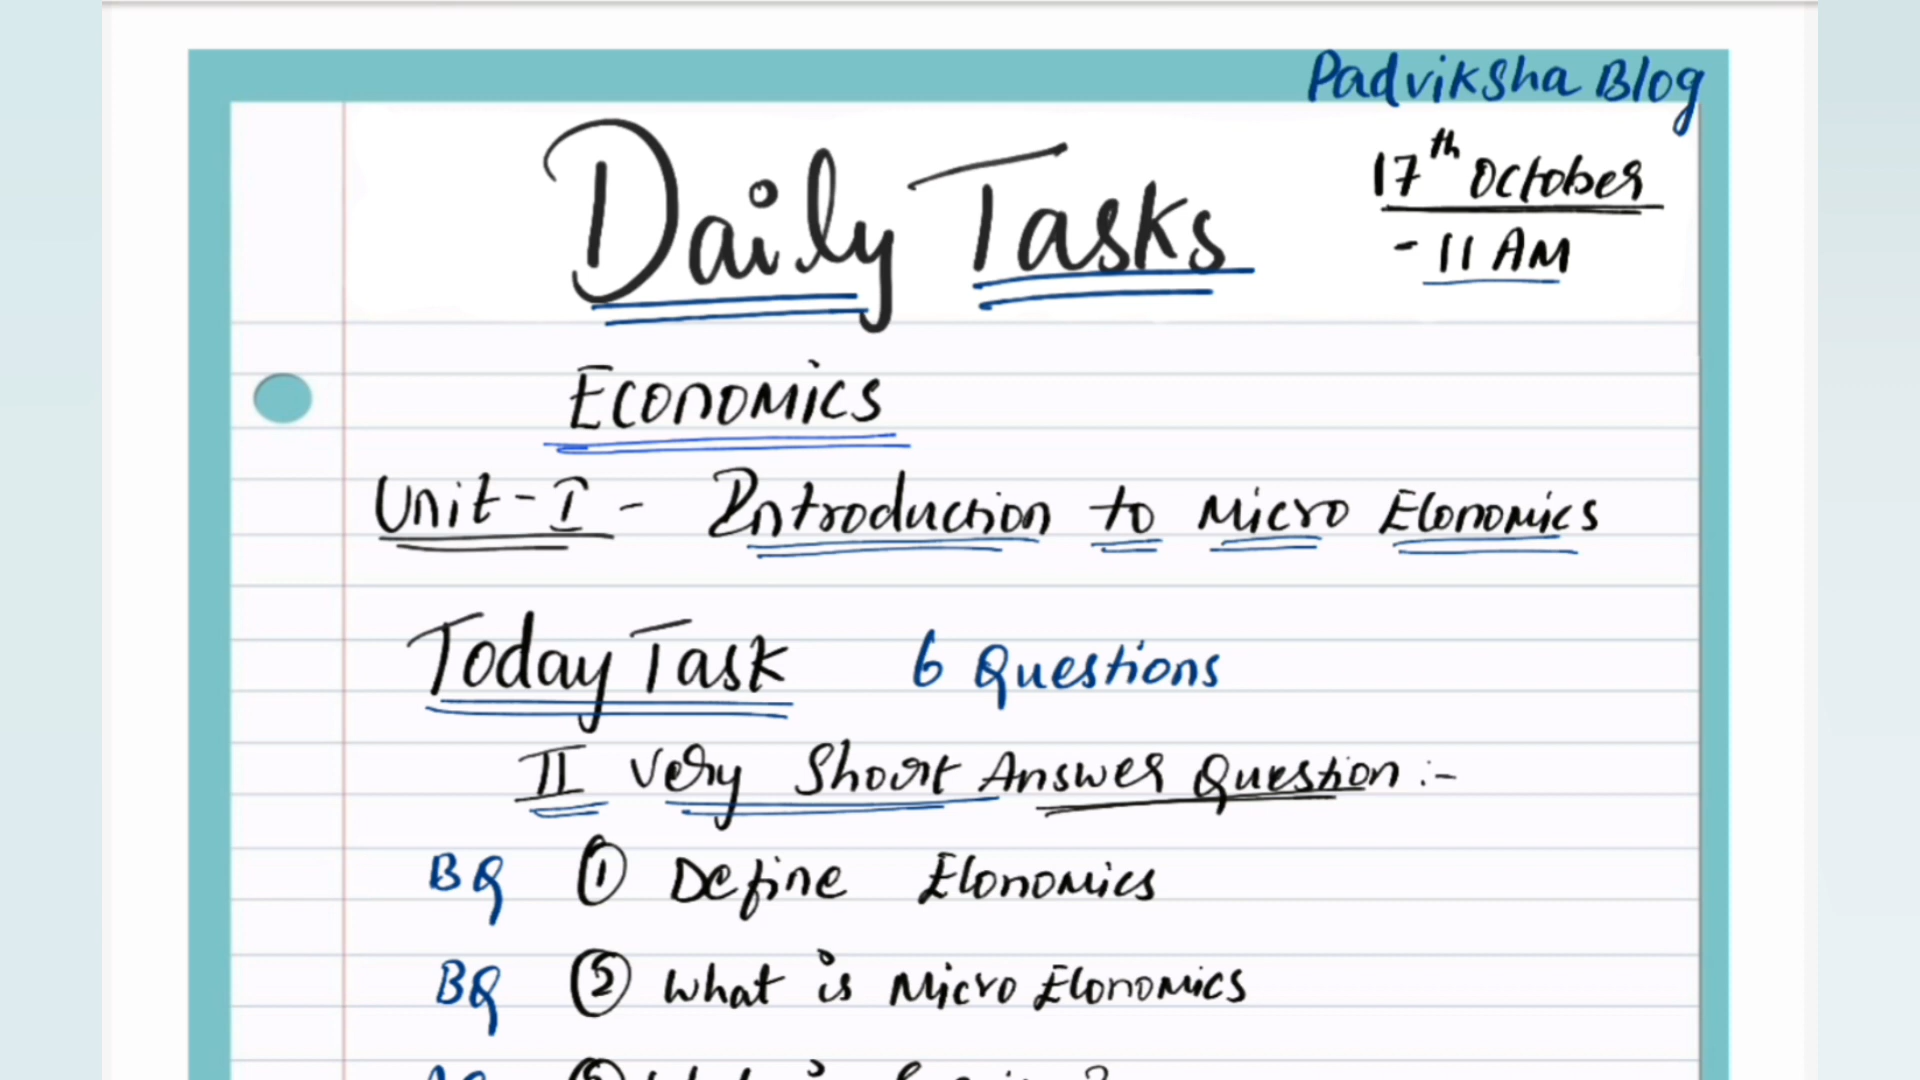 Padviksha Blog
Daily Tasks
17th October
- 11 AM
Economics
Unit - I - Introduction to Micro Economics
Today Task 6 Questions
II Very Short Answer Question :-
BQ ① Define Economics
BQ ② What is Micro Economics